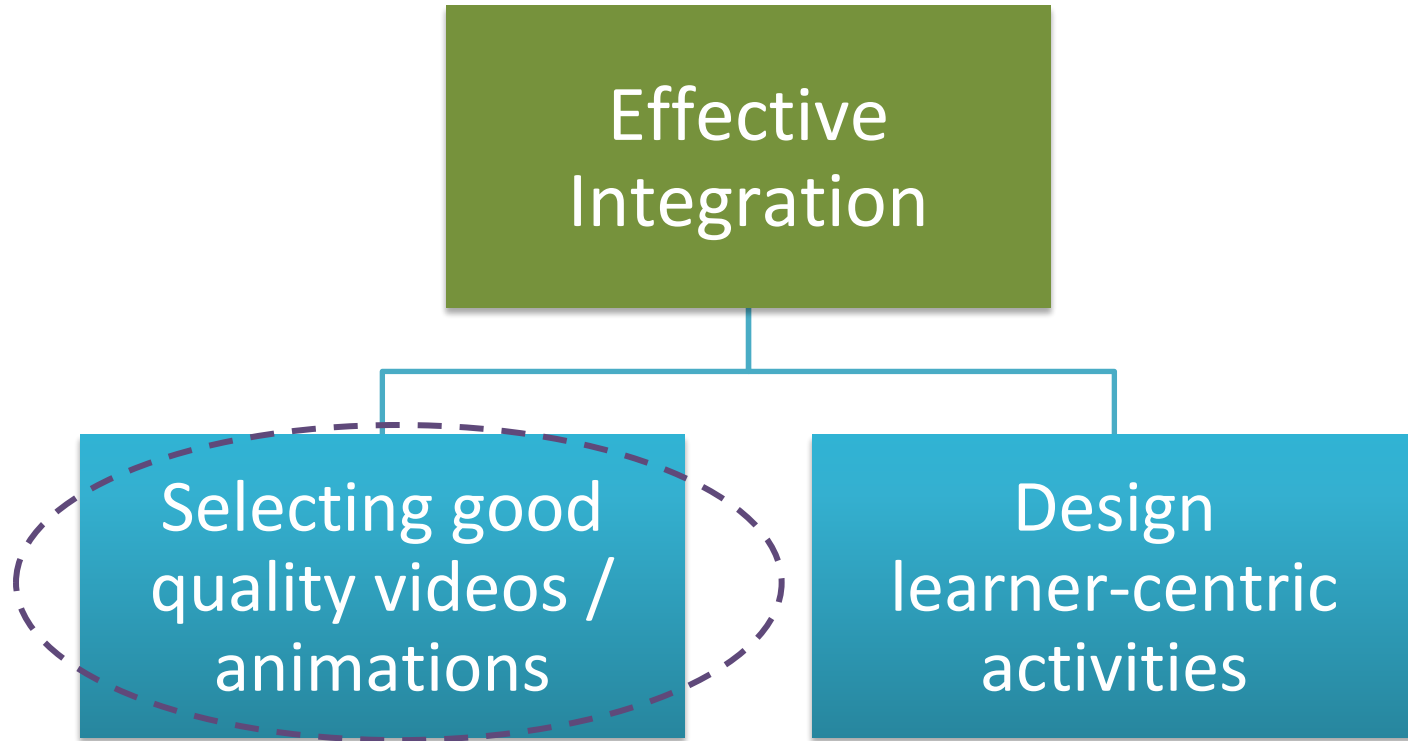 Effective
Integration
Selecting good
quality videos /
animations
Design
learner-centric
activities